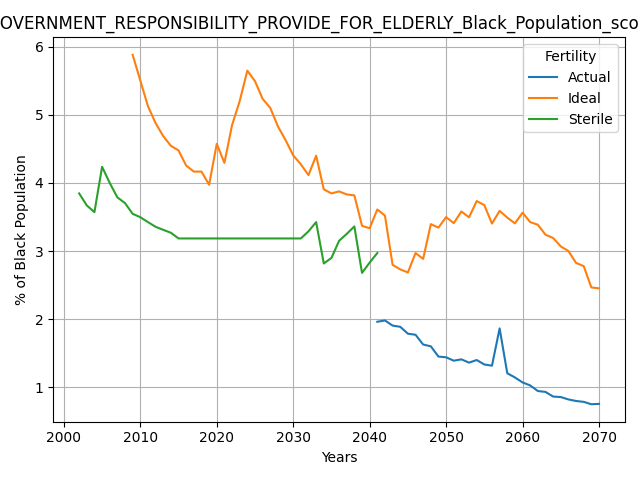 OVERNMENT_RESPONSIBILITY_PROVIDE_FOR_ELDERLY_Black_Population_sco
6
5
4
3
2
1
% of Black Population
Fertility
Actual
Ideal
Sterile
2000 2010 2020 2030 2040 2050 2060 2070
Years